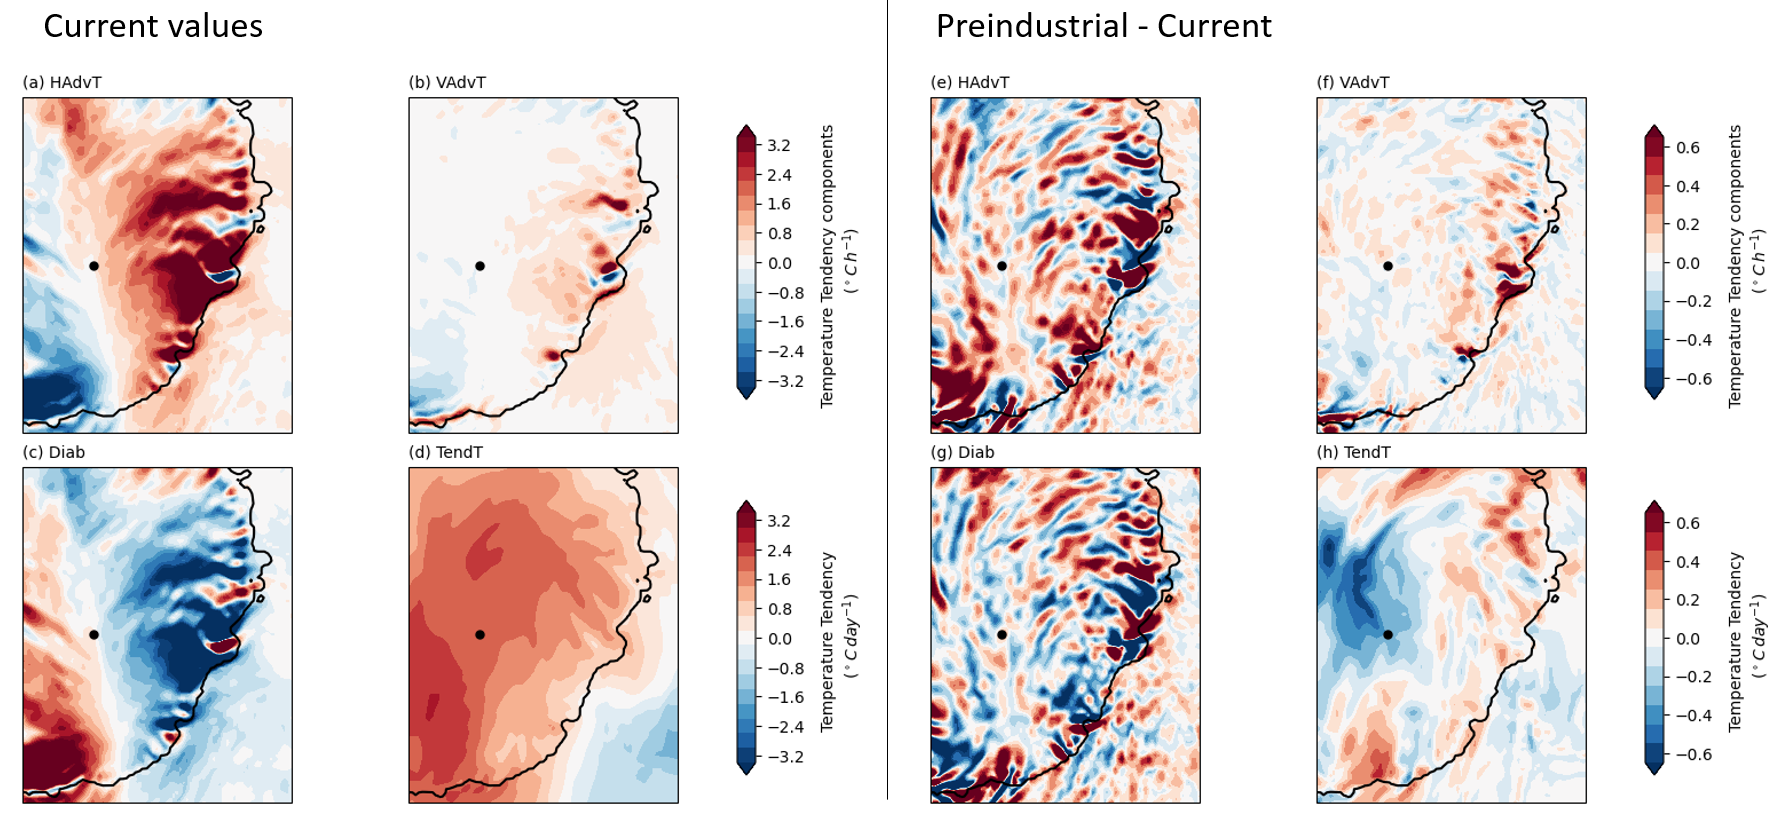 Current values
Preindustrial - Current
(a) HAdvT
(b) VAdvT
3.2
2.4
1.6
0.8
0.0
−0.8
−1.6
−2.4
−3.2
Temperature Tendency components
(°C h⁻¹)
(e) HAdvT
(f) VAdvT
0.6
0.4
0.2
0.0
−0.2
−0.4
−0.6
Temperature Tendency components
(°C h⁻¹)
(c) Diab
(d) TendT
3.2
2.4
1.6
0.8
0.0
−0.8
−1.6
−2.4
−3.2
Temperature Tendency
(°C day⁻¹)
(g) Diab
(h) TendT
0.6
0.4
0.2
0.0
−0.2
−0.4
−0.6
Temperature Tendency
(°C day⁻¹)